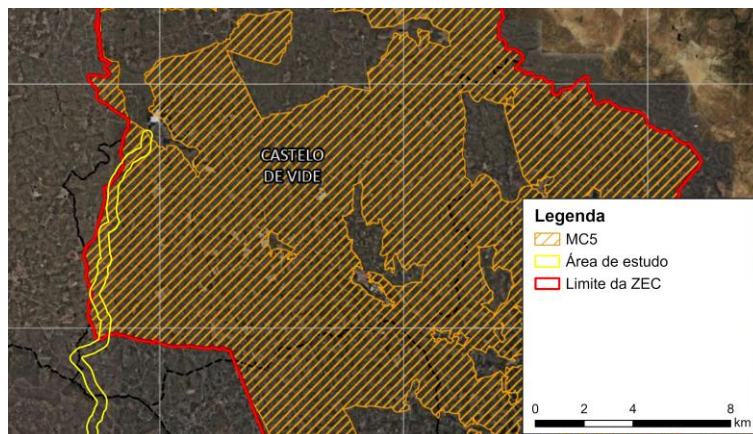 CASTELO
DE VIDE
Legenda
MC5
Área de estudo
Limite da ZEC
0 2 4 8
km